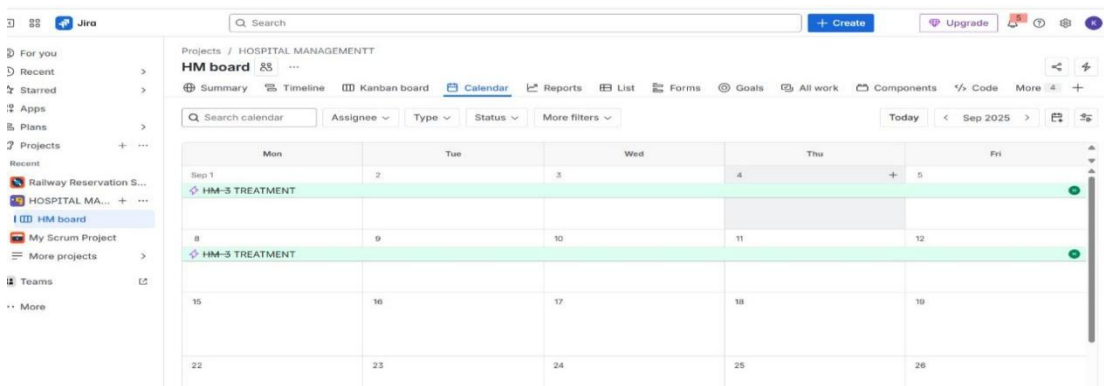 Jira
Search
+ Create
Upgrade
5
K
For you
Recent
Starred
Apps
Plans
Projects
Recent
Railway Reservation S...
HOSPITAL MA...
HM board
My Scrum Project
More projects
Teams
More
Projects / HOSPITAL MANAGEMENTT
HM board
Summary Timeline Kanban board Calendar Reports List Forms Goals All work Components Code More 4
Search calendar Assignee Type Status More filters Today Sep 2025
Mon Tue Wed Thu Fri
Sep 1 2 3 4 5
HM-3 TREATMENT
8 9 10 11 12
HM-3 TREATMENT
15 16 17 18 19
22 23 24 25 26